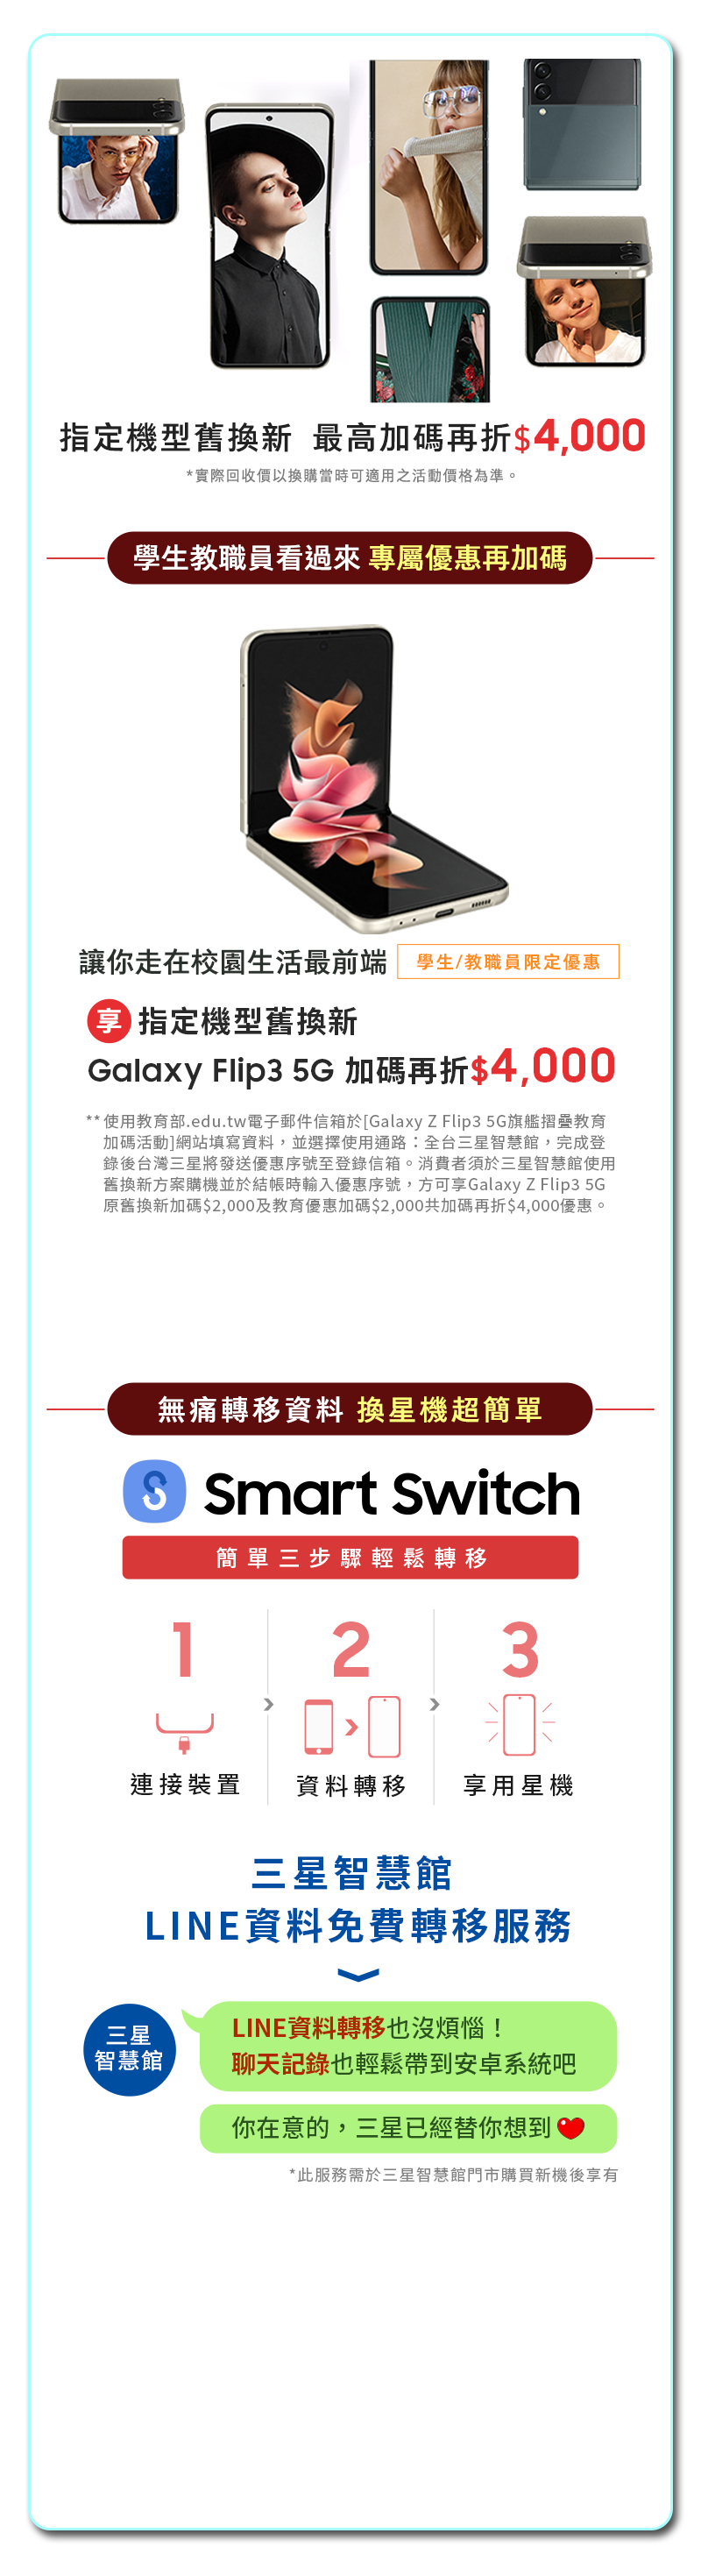 指定機型舊換新 最高加碼再折$4,000
*實際回收價以換購當時可適用之活動價格為準。
學生教職員看過來 專屬優惠再加碼
讓你走在校園生活最前端 學生/教職員限定優惠
享 指定機型舊換新
Galaxy Flip3 5G 加碼再折$4,000
**使用教育部.edu.tw電子郵件信箱於[Galaxy Z Flip3 5G旗艦摺疊教育
加碼活動]網站填寫資料，並選擇使用通路：全台三星智慧館，完成登
錄後台灣三星將發送優惠序號至登錄信箱。消費者須於三星智慧館使用
舊換新方案購機並於結帳時輸入優惠序號，方可享Galaxy Z Flip3 5G
原舊換新加碼$2,000及教育優惠加碼$2,000共加碼再折$4,000優惠。
無痛轉移資料 換星機超簡單
S Smart Switch
簡單三步驟輕鬆轉移
1 2 3
連接裝置 資料轉移 享用星機
三星智慧館
LINE資料免費轉移服務
三星
智慧館
LINE資料轉移也沒煩惱！
聊天記錄也輕鬆帶到安卓系統吧
你在意的，三星已經替你想到
*此服務需於三星智慧館門市購買新機後享有